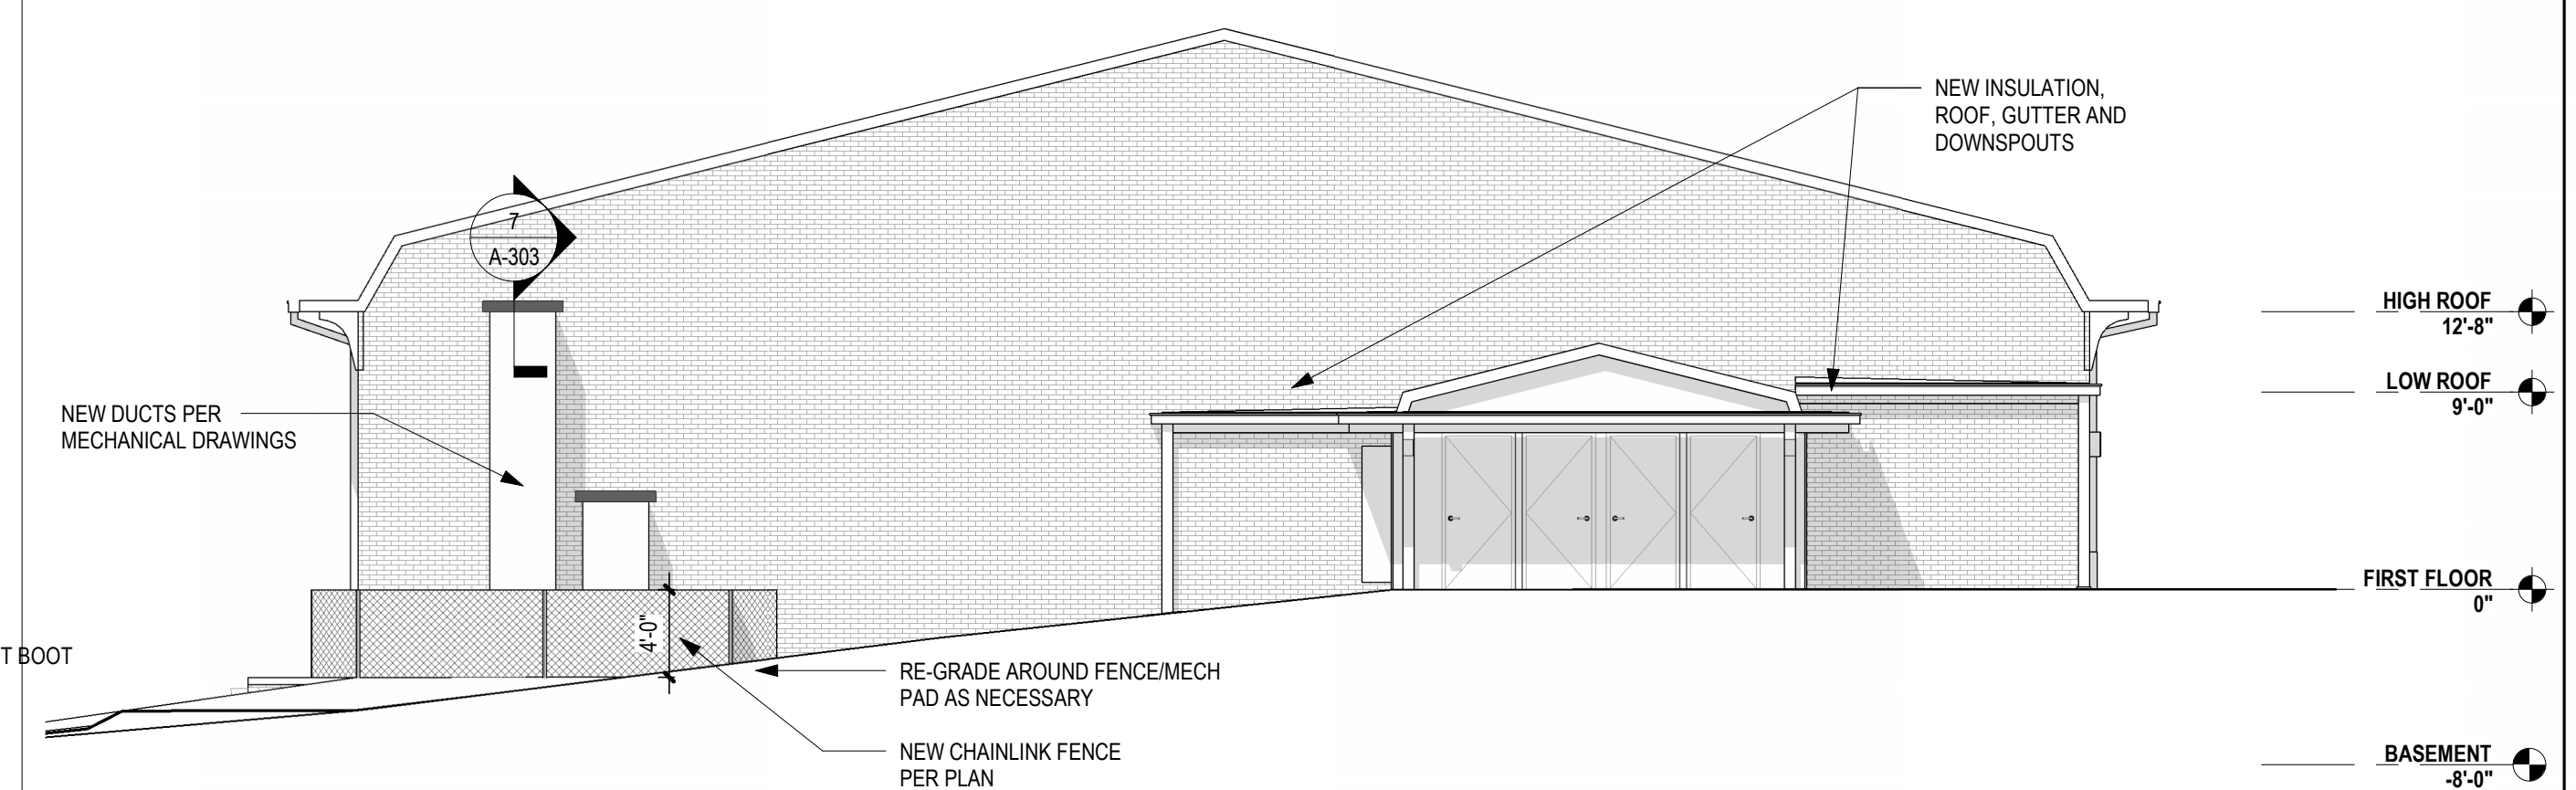 NEW INSULATION,
ROOF, GUTTER AND
DOWNSPOUTS
7
A-303
HIGH ROOF
12'-8"
LOW ROOF
9'-0"
NEW DUCTS PER
MECHANICAL DRAWINGS
FIRST FLOOR
0"
4'-0"
T BOOT
RE-GRADE AROUND FENCE/MECH
PAD AS NECESSARY
NEW CHAINLINK FENCE
PER PLAN
BASEMENT
-8'-0"